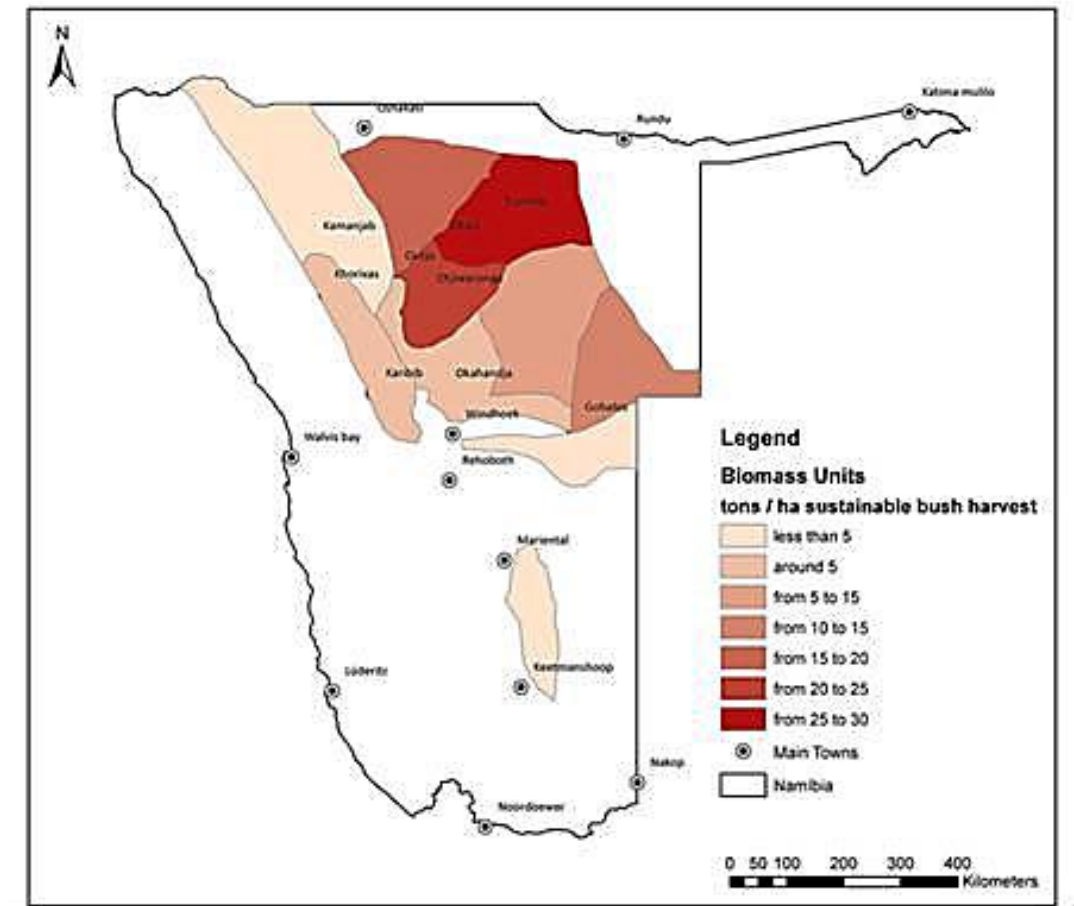 N
Oshakati
Rundu
Katima mulilo
Kamanjab
Khorixas
Outjo
Otjiwarongo
Karibib
Okahandja
Gobabis
Windhoek
Walvis bay
Rehoboth
Mariental
Keetmanshoop
Lüderitz
Nakop
Noordoewer
Legend
Biomass Units
tons / ha sustainable bush harvest
less than 5
around 5
from 5 to 15
from 10 to 15
from 15 to 20
from 20 to 25
from 25 to 30
Main Towns
Namibia
0 50 100 200 300 400
Kilometers